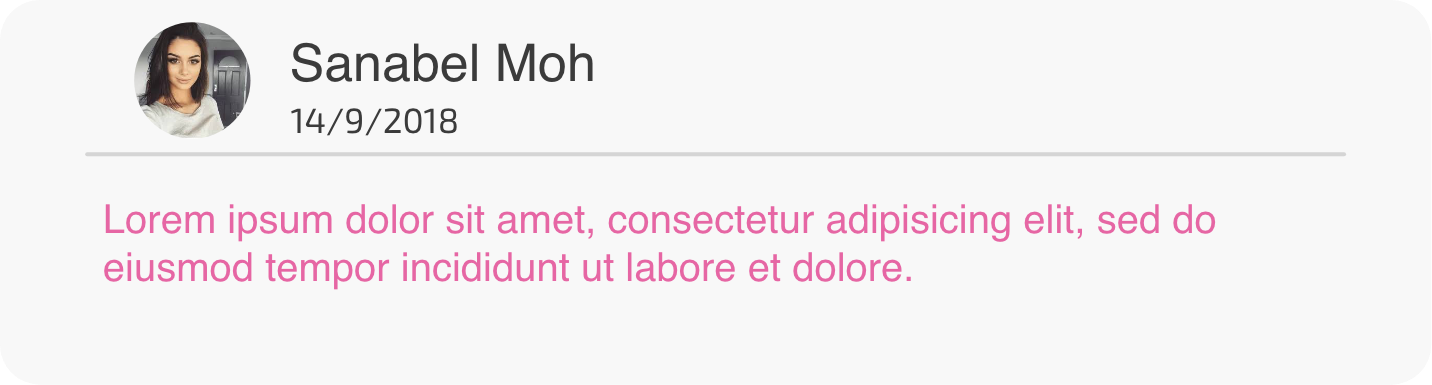 Sanabel Moh
14/9/2018
Lorem ipsum dolor sit amet, consectetur adipisicing elit, sed do
eiusmod tempor incididunt ut labore et dolore.